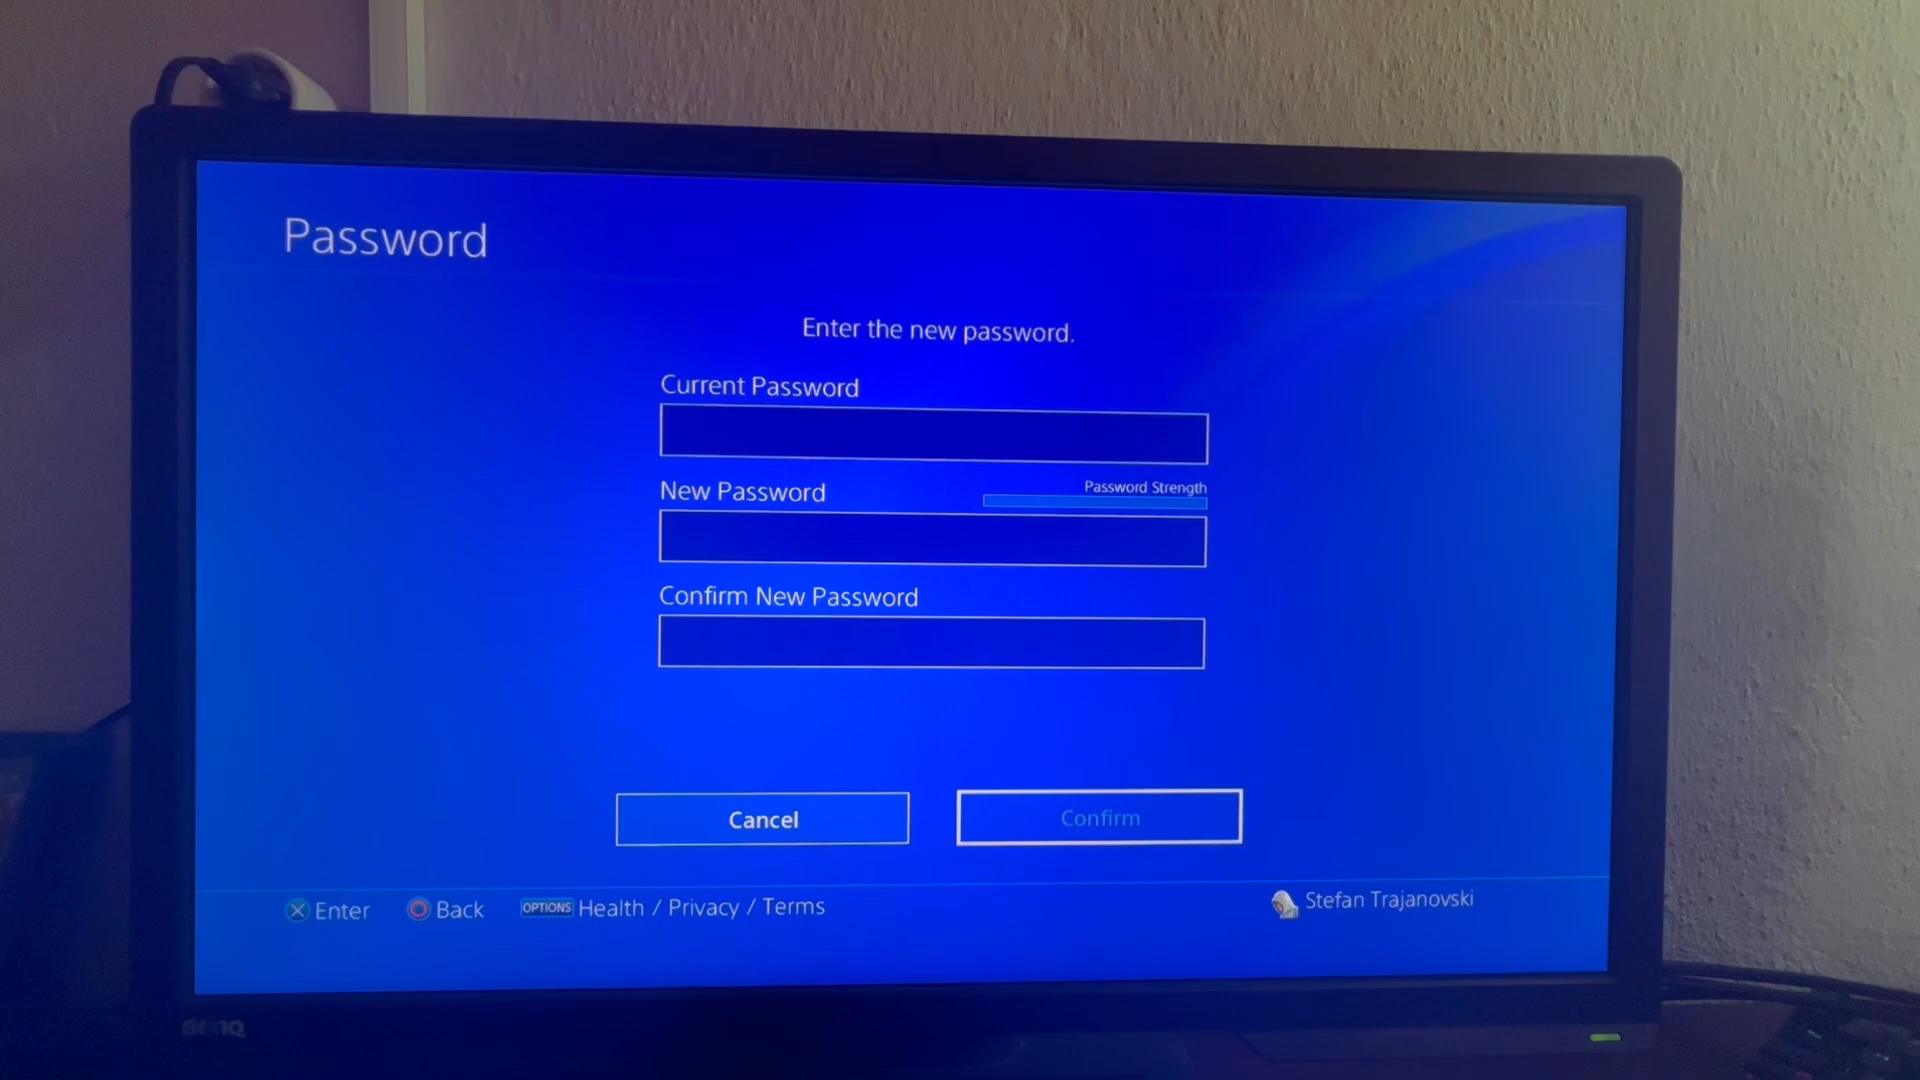 Password
Enter the new password.
Current Password
New Password
Password Strength
Confirm New Password
Cancel
Confirm
Enter
Back
OPTIONS Health / Privacy / Terms
Stefan Trajanovski
BenQ